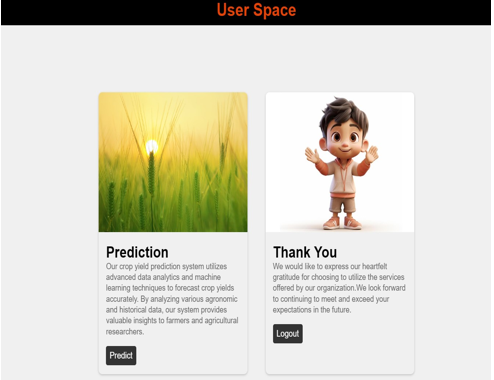 User Space
Prediction
Our crop yield prediction system utilizes
advanced data analytics and machine
learning techniques to forecast crop yields
accurately. By analyzing various agronomic
and historical data, our system provides
valuable insights to farmers and agricultural
researchers.
Predict
Thank You
We would like to express our heartfelt
gratitude for choosing to utilize the services
offered by our organization.We look forward
to continuing to meet and exceed your
expectations in the future.
Logout